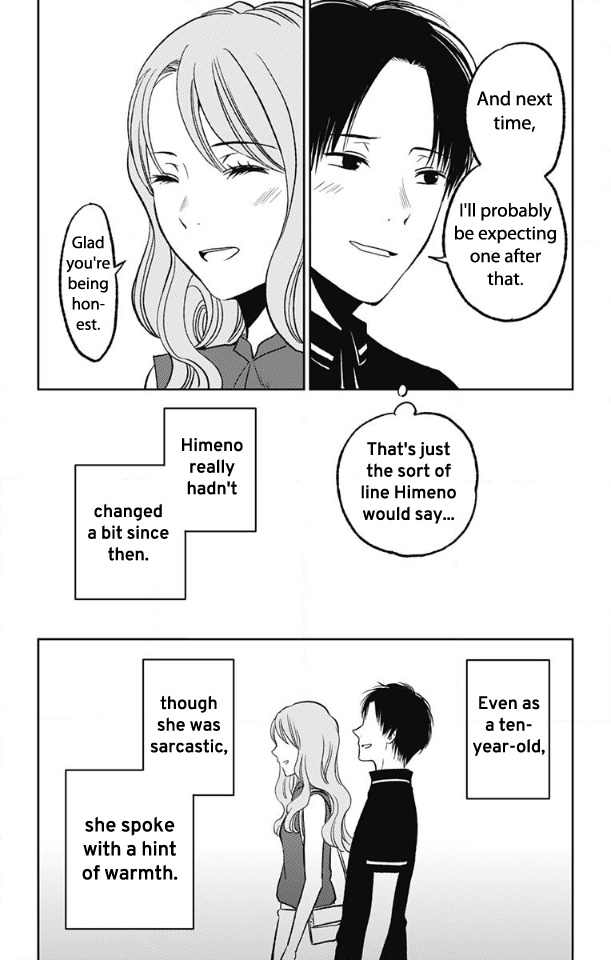 And next
time,
I'll probably
be expecting
one after
that.
Glad
you're
being
hon-
est.
That's just
the sort of
line Himeno
would say...
Himeno
really
hadn't
changed
a bit since
then.
Even as
a ten-
year-old,
though
she was
sarcastic,
she spoke
with a hint
of warmth.